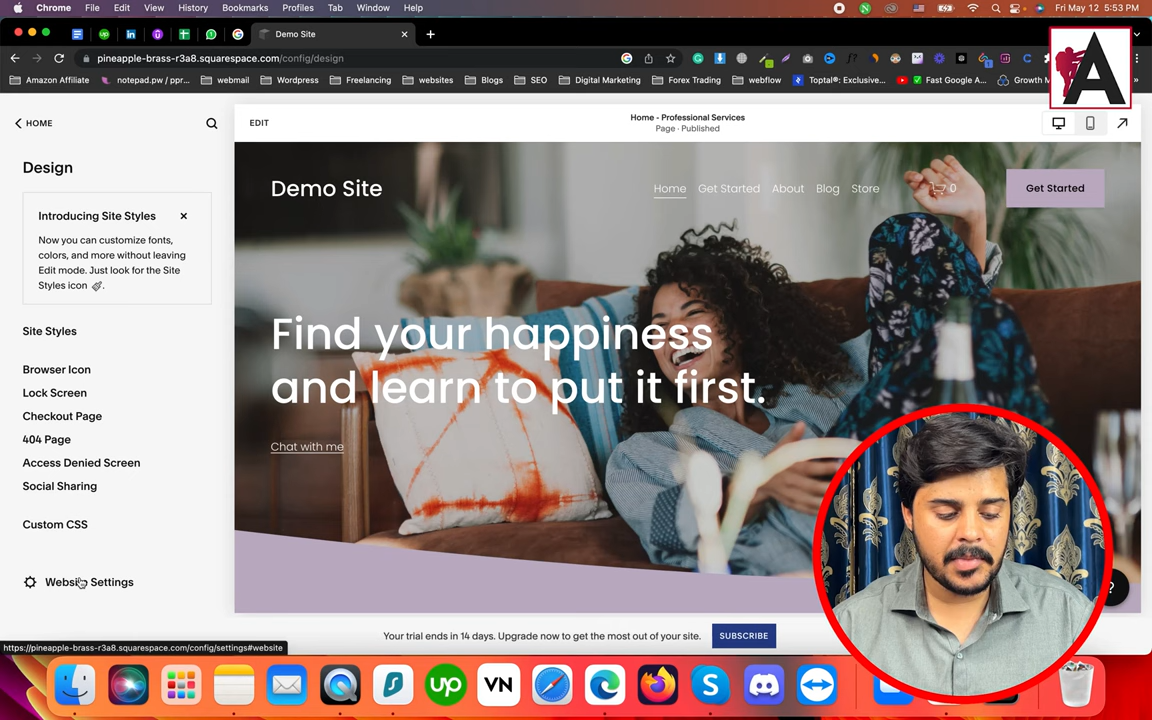 Chrome File Edit View History Bookmarks Profiles Tab Window Help Fri May 12 5:53 PM
Demo Site
pineapple-brass-r3a8.squarespace.com/config/design
Amazon Affiliate notepad.pw / ppr... webmail Wordpress Freelancing websites Blogs SEO Digital Marketing Forex Trading webflow Toptal®: Exclusive... Fast Google A... Growth
A
HOME
EDIT
Home - Professional Services
Page · Published
Design
Introducing Site Styles
Now you can customize fonts,
colors, and more without leaving
Edit mode. Just look for the Site
Styles icon
Site Styles
Browser Icon
Lock Screen
Checkout Page
404 Page
Access Denied Screen
Social Sharing
Custom CSS
Website Settings
Demo Site
Home Get Started About Blog Store 0 Get Started
Find your happiness
and learn to put it first.
Chat with me
?
Your trial ends in 14 days. Upgrade now to get the most out of your site. SUBSCRIBE
https://pineapple-brass-r3a8.squarespace.com/config/settings#website
up VN